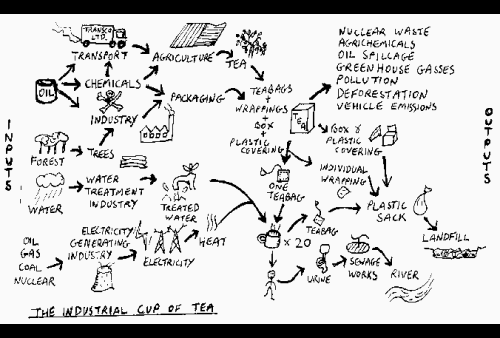 TRANSCO
LTD.
TRANSPORT
AGRICULTURE
TEA
NUCLEAR WASTE
AGRICHEMICALS
OIL SPILLAGE
GREENHOUSE GASSES
POLLUTION
DEFORESTATION
VEHICLE EMISSIONS
OIL
CHEMICALS
PACKAGING
TEABAGS
+
WRAPPINGS
+
BOX
+
PLASTIC COVERING
TEA
INDUSTRY
BOX &
PLASTIC
COVERING
INPUTS
OUTPUTS
FOREST
TREES
INDIVIDUAL
WRAPPING
WATER
WATER
TREATMENT
INDUSTRY
TREATED
WATER
ONE
TEABAG
PLASTIC
SACK
TEABAG
OIL
GAS
COAL
NUCLEAR
ELECTRICITY
GENERATING
INDUSTRY
ELECTRICITY
HEAT
x 20
LANDFILL
URINE
SEWAGE
WORKS
RIVER
THE INDUSTRIAL CUP OF TEA